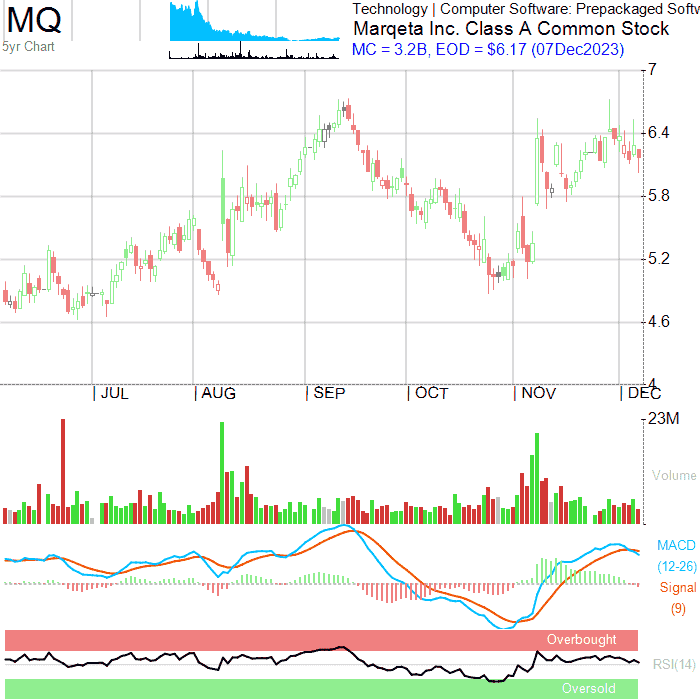 MQ
5yr Chart
Technology | Computer Software: Prepackaged Softw
Marqeta Inc. Class A Common Stock
MC = 3.2B, EOD = $6.17 (07Dec2023)
7
6.4
5.8
5.2
4.6
4
JUL AUG SEP OCT NOV DEC
23M
Volume
MACD
(12-26)
Signal
(9)
Overbought
RSI(14)
Oversold